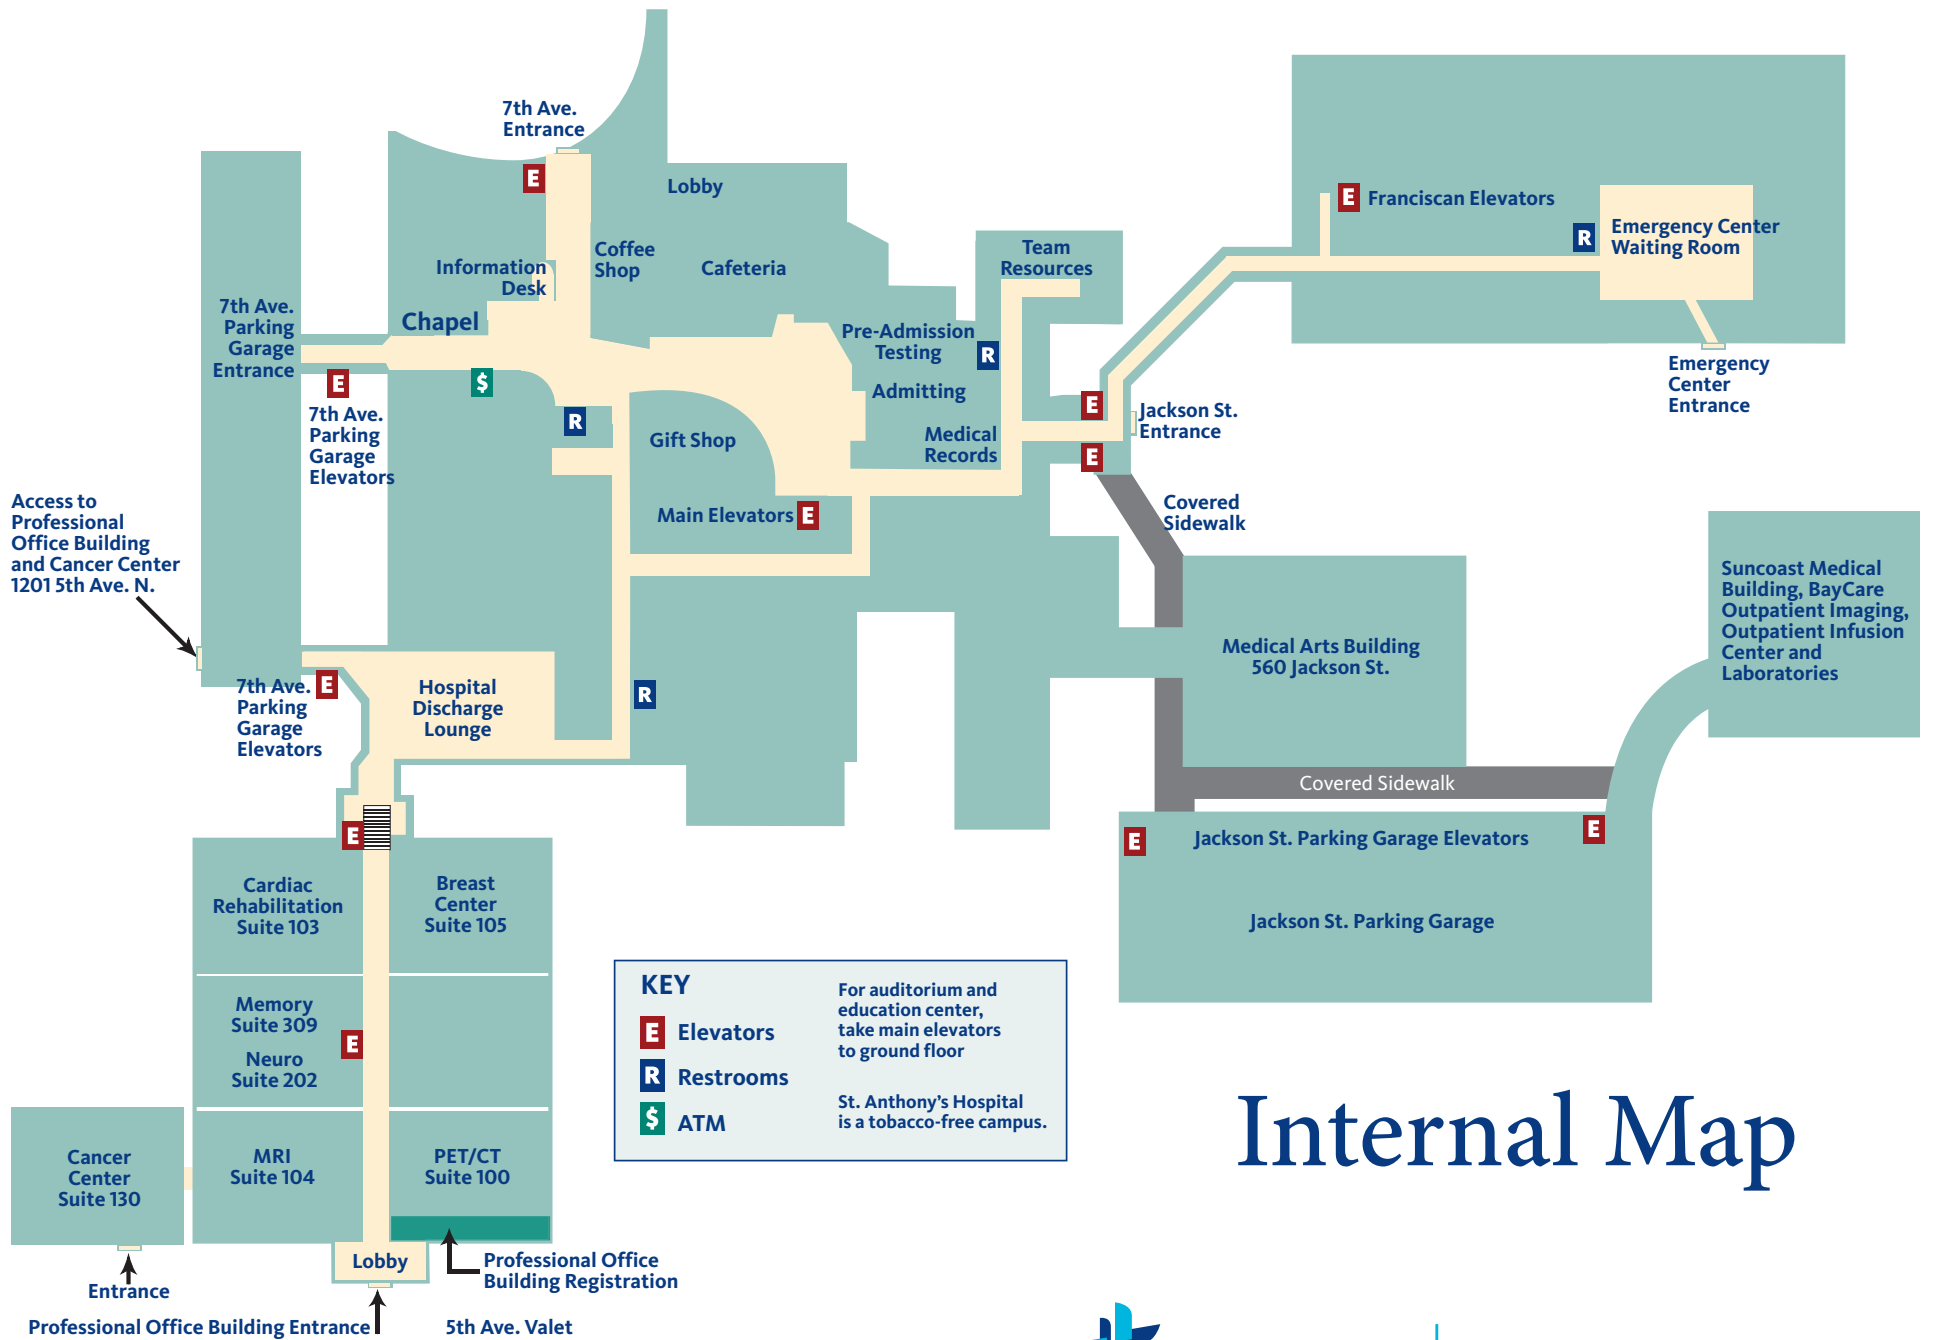 7th Ave.
Entrance
E
Lobby
Coffee
Shop
Information
Desk
Cafeteria
Chapel
7th Ave.
Parking
Garage
Entrance
E
7th Ave.
Parking
Garage
Elevators
$
R
Gift Shop
Main Elevators
E
Pre-Admission
Testing
R
Admitting
Medical
Records
Team
Resources
E
E
Jackson St.
Entrance
E
Franciscan Elevators
R
Emergency Center
Waiting Room
Emergency
Center
Entrance
Covered
Sidewalk
Access to
Professional
Office Building
and Cancer Center
1201 5th Ave. N.
7th Ave.
E
Parking
Garage
Elevators
Hospital
Discharge
Lounge
R
Medical Arts Building
560 Jackson St.
Suncoast Medical
Building, BayCare
Outpatient Imaging,
Outpatient Infusion
Center and
Laboratories
Covered Sidewalk
E
Jackson St. Parking Garage Elevators
E
Jackson St. Parking Garage
E
Cardiac
Rehabilitation
Suite 103
Breast
Center
Suite 105
Memory
Suite 309
E
Neuro
Suite 202
MRI
Suite 104
PET/CT
Suite 100
Cancer
Center
Suite 130
Entrance
Lobby
Professional Office
Building Registration
Professional Office Building Entrance
5th Ave. Valet
KEY
E Elevators
R Restrooms
$ ATM
For auditorium and
education center,
take main elevators
to ground floor
St. Anthony's Hospital
is a tobacco-free campus.
Internal Map